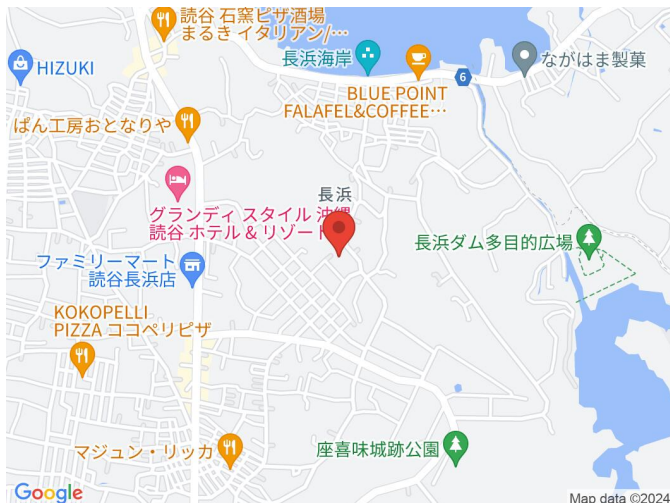 読谷 石窯ピザ酒場
まるき イタリアン/…
長浜海岸
ながはま製菓
HIZUKI
6
BLUE POINT
FALAFEL&COFFEE…
ぱん工房おとなりや
長浜
グランディ スタイル 沖縄
読谷 ホテル & リゾート
長浜ダム多目的広場
ファミリーマート
読谷長浜店
KOKOPELLI
PIZZA ココペリピザ
マジュン・リッカ
座喜味城跡公園
Google
Map data ©2024